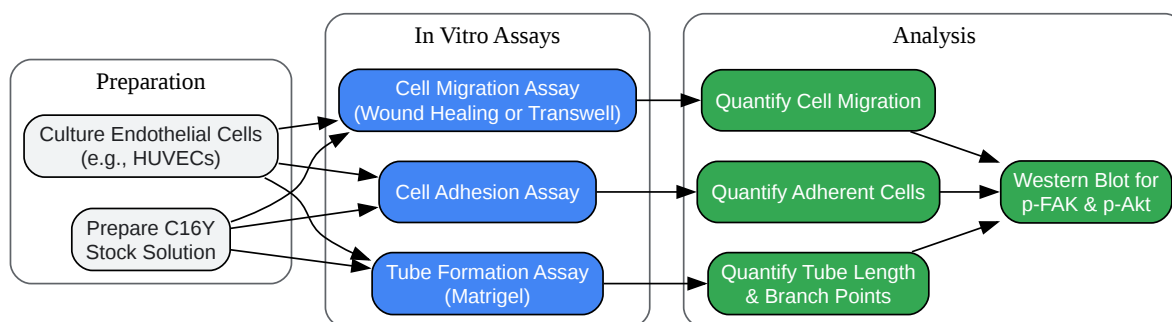 Preparation
Culture Endothelial Cells
(e.g., HUVECs)
Prepare C16Y
Stock Solution
In Vitro Assays
Cell Migration Assay
(Wound Healing or Transwell)
Cell Adhesion Assay
Tube Formation Assay
(Matrigel)
Analysis
Quantify Cell Migration
Quantify Adherent Cells
Quantify Tube Length
& Branch Points
Western Blot for
p-FAK & p-Akt